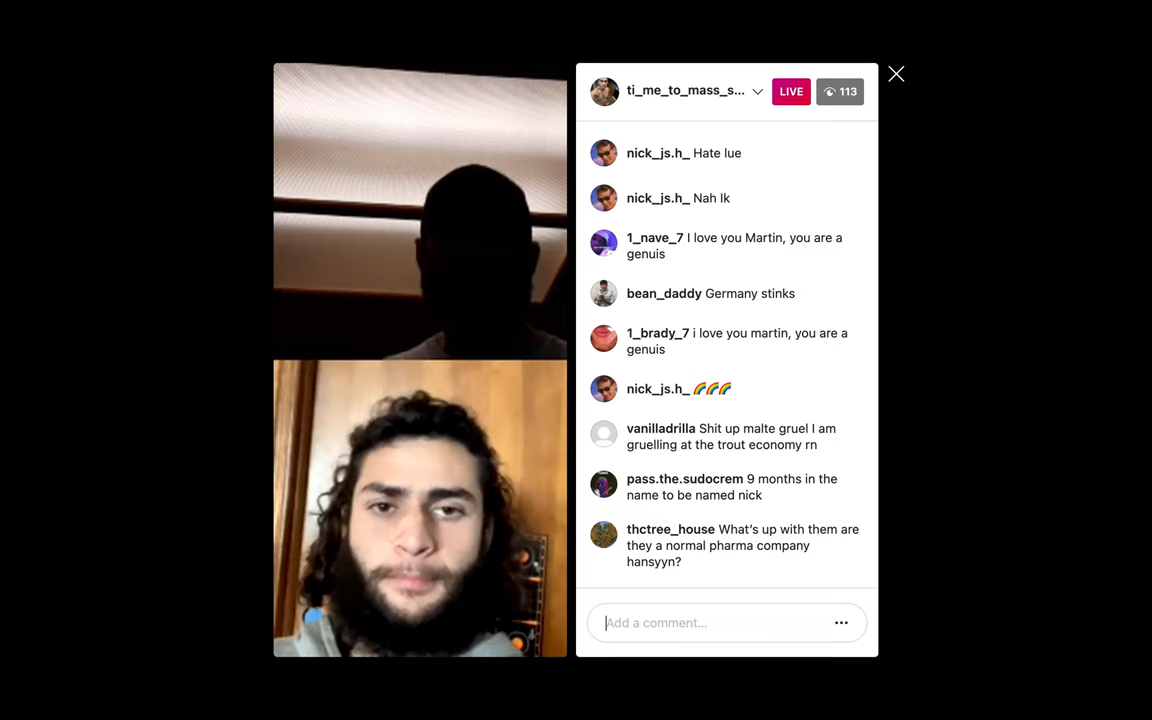 ti_me_to_mass_s...
LIVE
113
nick_js.h_ Hate lue
nick_js.h_ Nah lk
1_nave_7 I love you Martin, you are a
genuis
bean_daddy Germany stinks
1_brady_7 i love you martin, you are a
genuis
nick_js.h_ 🌈🌈🌈
vanilladrilla Shit up malte gruel I am
gruelling at the trout economy rn
pass.the.sudocrem 9 months in the
name to be named nick
thctree_house What's up with them are
they a normal pharma company
hansyyn?
Add a comment...